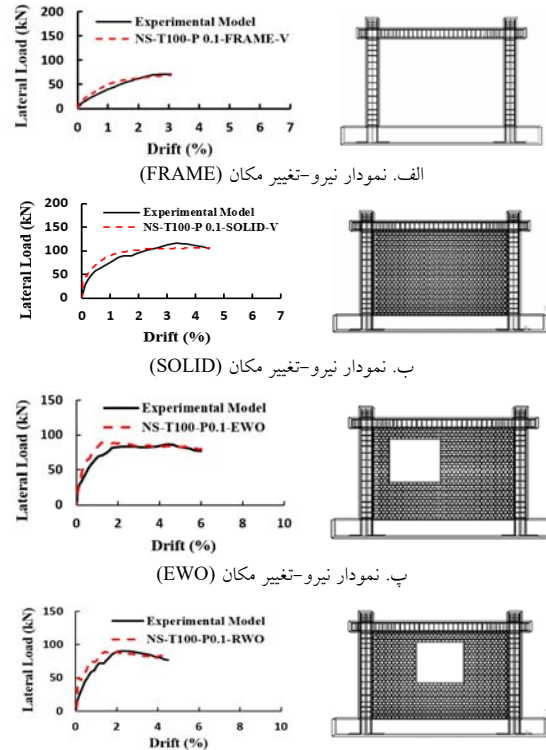 Lateral Load (kN)
200
150
100
50
0
Experimental Model
NS-T100-P 0.1-FRAME-V
0 1 2 3 4 5 6 7
Drift (%)
الف. نمودار نیرو-تغییر مکان (FRAME)
Lateral Load (kN)
200
150
100
50
0
Experimental Model
NS-T100-P 0.1-SOLID-V
0 1 2 3 4 5 6 7
Drift (%)
ب. نمودار نیرو-تغییر مکان (SOLID)
Lateral Load (kN)
150
100
50
0
Experimental Model
NS-T100-P0.1-EWO
0 2 4 6 8 10
Drift (%)
پ. نمودار نیرو-تغییر مکان (EWO)
Lateral Load (kN)
150
100
50
0
Experimental Model
NS-T100-P0.1-RWO
0 2 4 6 8 10
Drift (%)